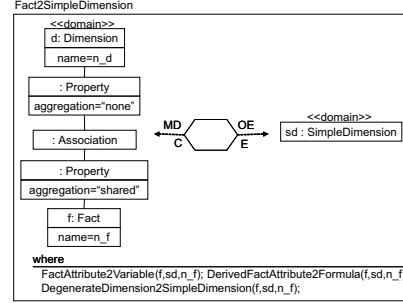 Fact2SimpleDimension
<<domain>>
d: Dimension
name=n_d
: Property
aggregation="none"
: Association
: Property
aggregation="shared"
f: Fact
name=n_f
MD
C
OE
E
<<domain>>
sd : SimpleDimension
where
FactAttribute2Variable(f,sd,n_f); DerivedFactAttribute2Formula(f,sd,n_f
DegenerateDimension2SimpleDimension(f,sd,n_f);